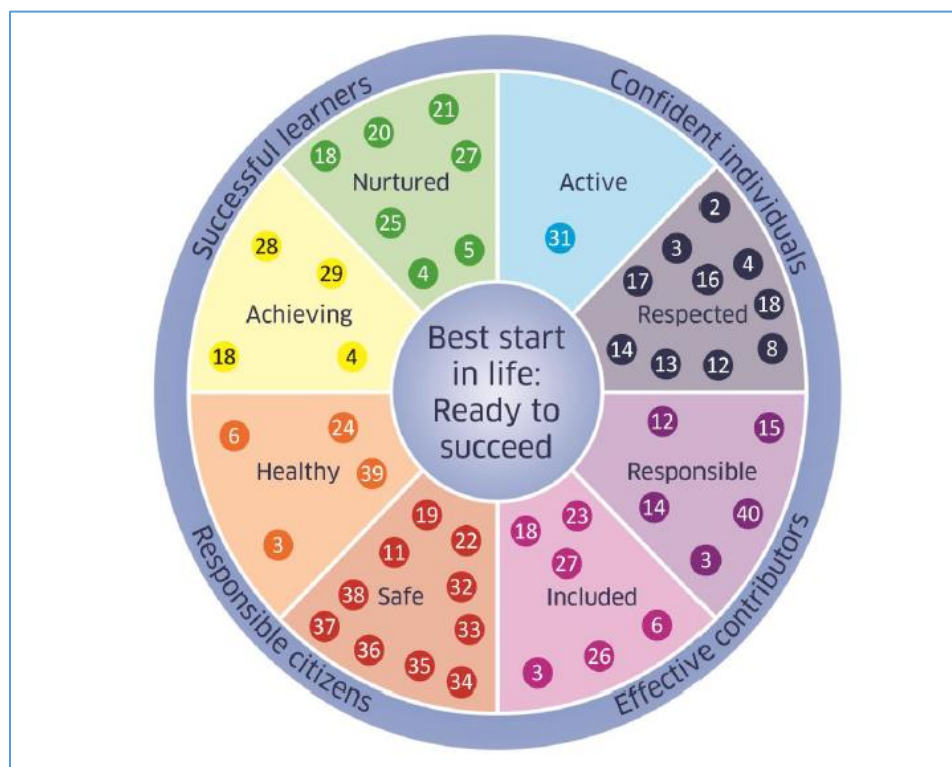 Successful learners
Confident individuals
21
20
18
27
Nurtured
25
5
4
Active
31
2
3
4
17
16
18
Respected
14
13
12
8
28
29
Achieving
18
4
Best start
in life:
Ready to
succeed
6
24
Healthy
39
3
12
15
Responsible
14
40
3
19
22
11
38
32
Safe
37
33
36
35
34
18
23
27
Included
6
26
3
Responsible citizens
Effective contributors